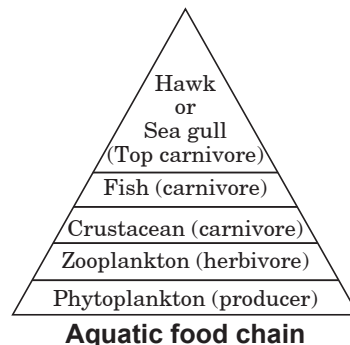 Hawk
or
Sea gull
(Top carnivore)
Fish (carnivore)
Crustacean (carnivore)
Zooplankton (herbivore)
Phytoplankton (producer)
Aquatic food chain